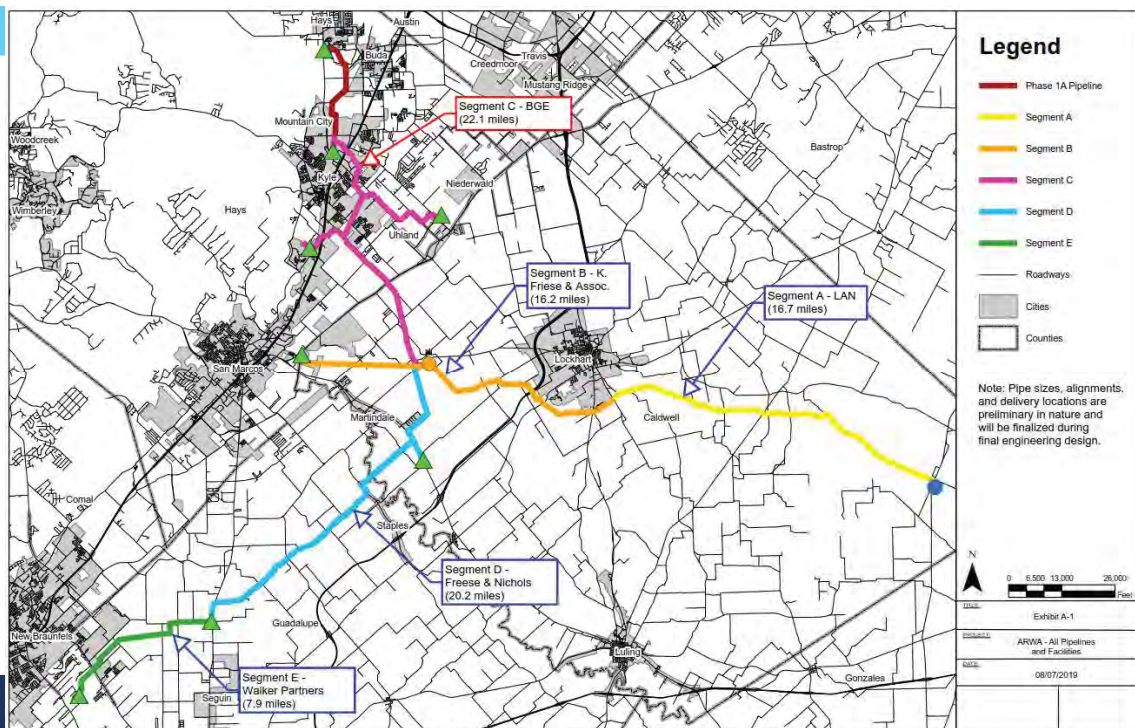 Hays
Austin
Buda
Travis
Creedmoor
Mustang Ridge
Segment C - BGE
(22.1 miles)
Mountain City
Woodcreek
Bastrop
Kyle
Niederwald
Wimberley
Hays
Uhland
Segment B - K.
Friese & Assoc.
(16.2 miles)
Segment A - LAN
(16.7 miles)
San Marcos
Lockhart
Martindale
Caldwell
Comal
Staples
Segment D -
Freese & Nichols
(20.2 miles)
New Braunfels
Guadalupe
Luling
Segment E -
Walker Partners
(7.9 miles)
Seguin
Gonzales
Legend
Phase 1A Pipeline
Segment A
Segment B
Segment C
Segment D
Segment E
Roadways
Cities
Counties
Note: Pipe sizes, alignments,
and delivery locations are
preliminary in nature and
will be finalized during
final engineering design.
N
0 6,500 13,000 26,000
Feet
TITLE:
Exhibit A-1
PROJECT:
ARWA - All Pipelines
and Facilities
DATE:
08/07/2019